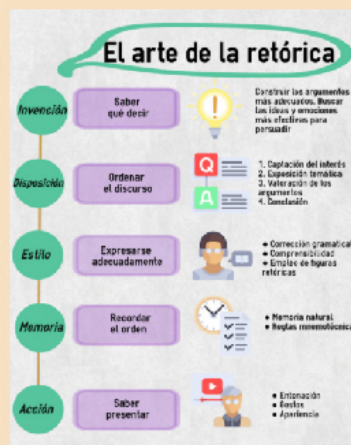 El arte de la retórica
Invención
Saber
qué decir
Construir los argumentos
más adecuados. Buscar
las ideas y emociones
más efectivas para
persuadir
Disposición
Ordenar
el discurso
Q
A
1. Captación del interés
2. Exposición temática
3. Valoración de los
argumentos
4. Conclusión
Estilo
Expresarse
adecuadamente
● Corrección gramatical
● Comprensibilidad
● Empleo de figuras
retóricas
Memoria
Recordar
el orden
● Memoria natural
● Reglas mnemotécnicas
Acción
Saber
presentar
● Entonación
● Gestos
● Apariencia